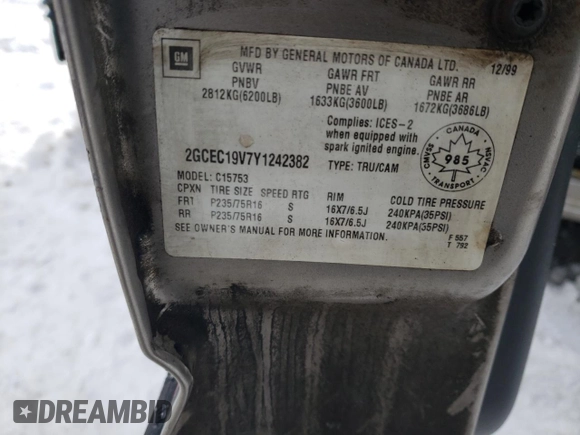 GM
MFD BY GENERAL MOTORS OF CANADA LTD.
12/99
GVWR GAWR FRT GAWR RR
PNBV PNBE AV PNBE AR
2812KG(6200LB) 1633KG(3600LB) 1672KG(3686LB)
Complies: ICES-2
when equipped with
spark ignited engine.
CANADA
CMVSS 985 NSVAC
TRANSPORT
2GCEC19V7Y1242382 TYPE: TRU/CAM
MODEL: C15753
CPXN TIRE SIZE SPEED RTG RIM COLD TIRE PRESSURE
FRT P235/75R16 S 16X7/6.5J 240KPA(35PSI)
RR P235/75R16 S 16X7/6.5J 240KPA(35PSI)
SEE OWNER'S MANUAL FOR MORE INFORMATION.
F 557
T 792
DREAMBID